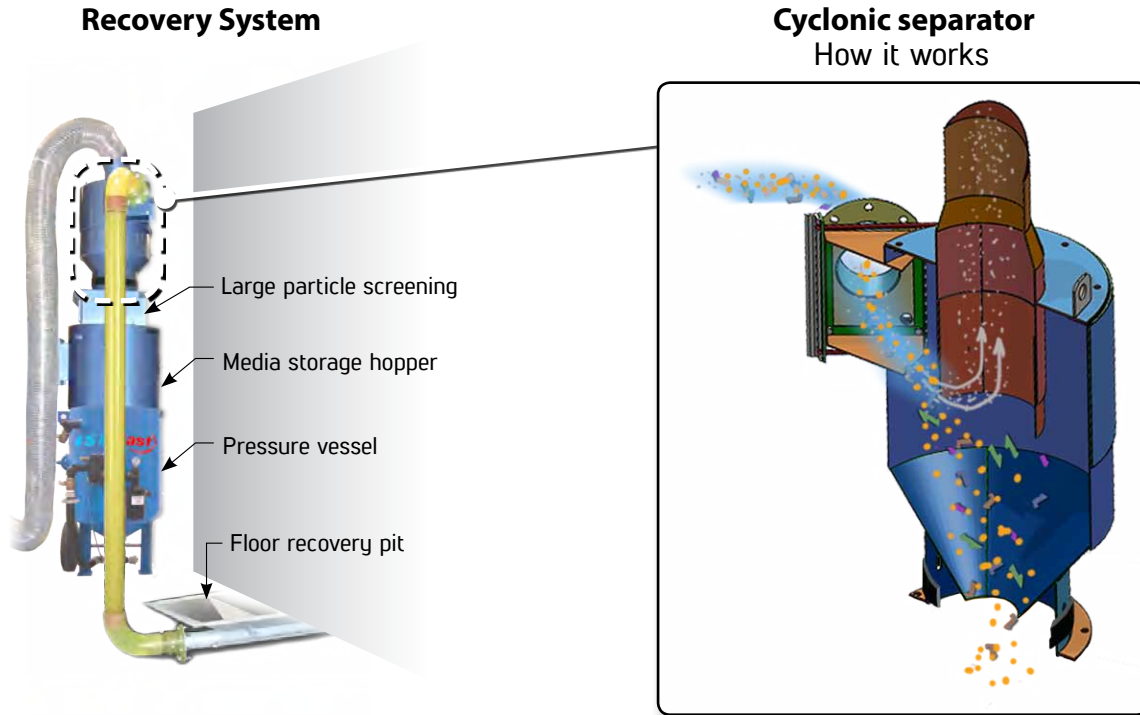 Recovery System
Cyclonic separator
How it works
Large particle screening
Media storage hopper
Pressure vessel
Floor recovery pit